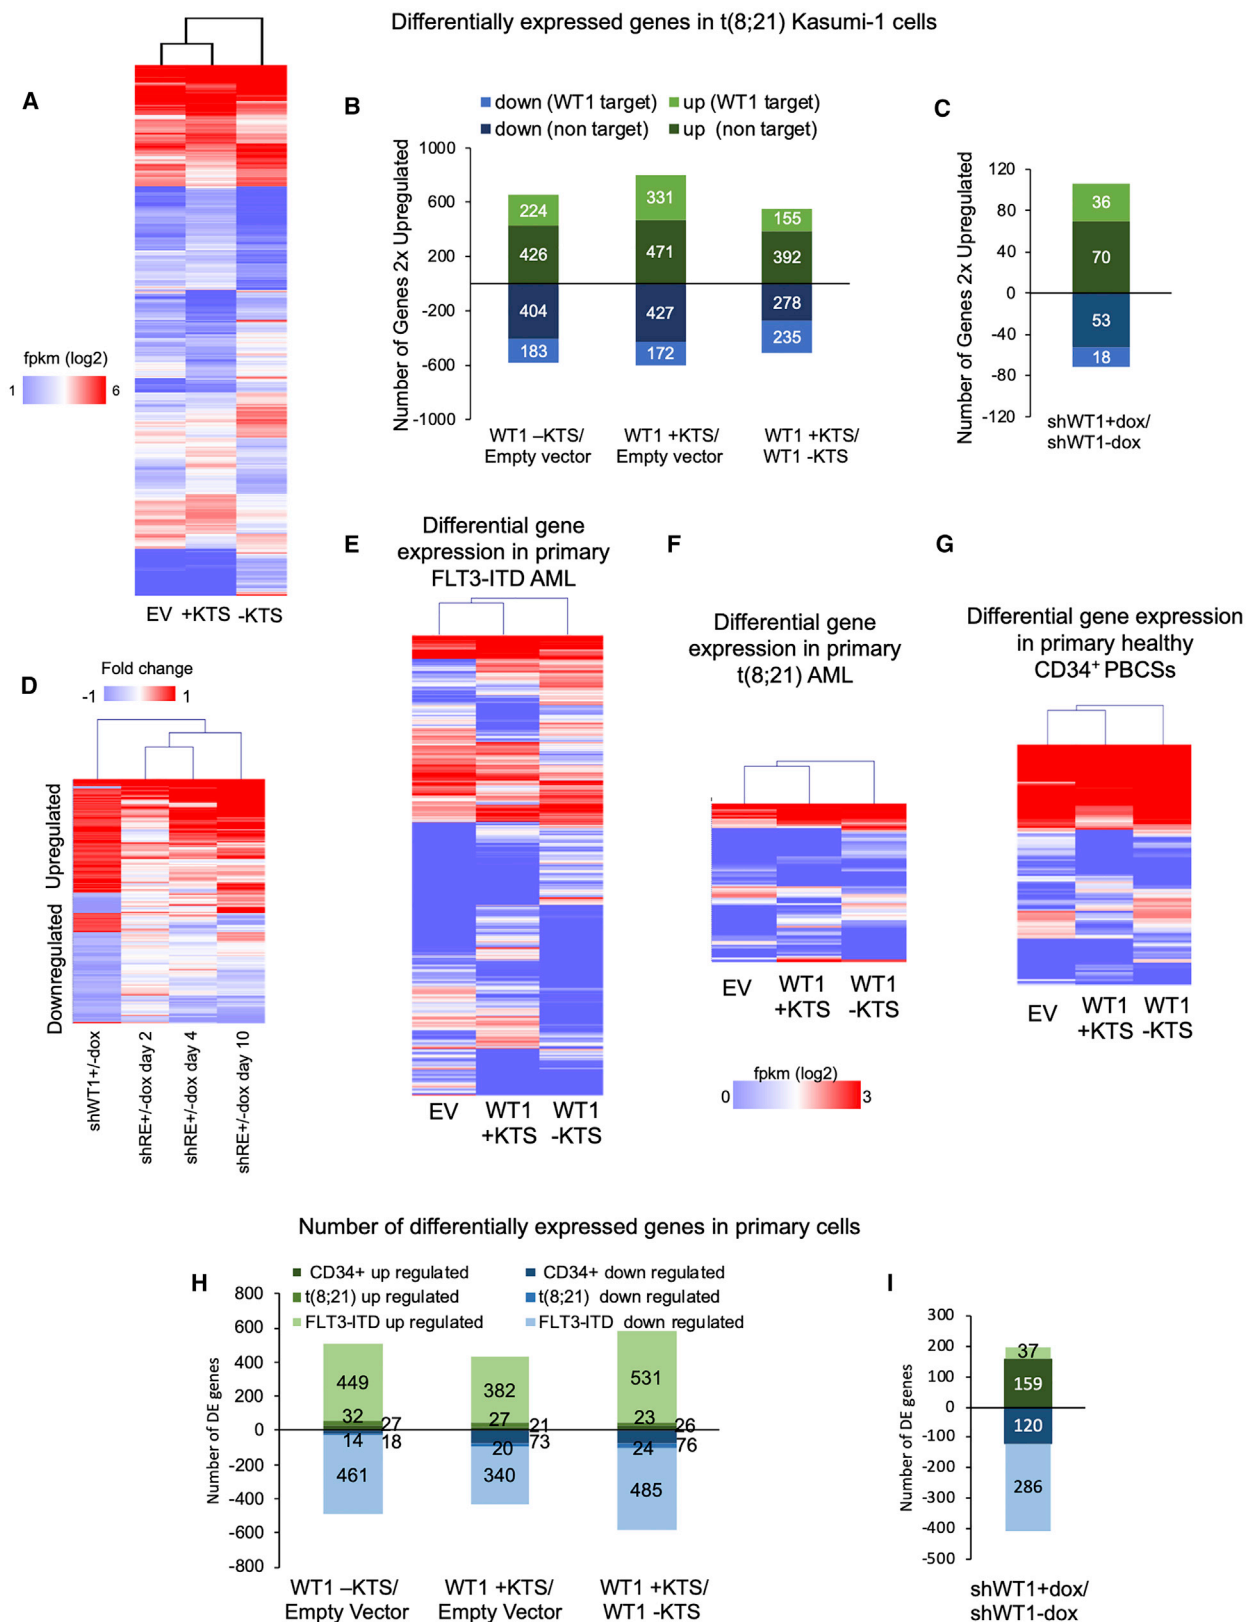 Differentially expressed genes in t(8;21) Kasumi-1 cells
A
fpkm (log2)
1
6
EV +KTS -KTS
B
down (WT1 target)
up (WT1 target)
down (non target)
up (non target)
Number of Genes 2x Upregulated
1000
600
200
-200
-600
-1000
224
426
404
183
331
471
427
172
155
392
278
235
WT1 –KTS/
Empty vector
WT1 +KTS/
Empty vector
WT1 +KTS/
WT1 -KTS
C
Number of Genes 2x Upregulated
120
80
40
0
-40
-80
-120
36
70
53
18
shWT1+dox/
shWT1-dox
D
Fold change
-1
1
Upregulated
Downregulated
shWT1+/-dox
shRE+/-dox day 2
shRE+/-dox day 4
shRE+/-dox day 10
E
Differential gene
expression in primary
FLT3-ITD AML
EV
WT1
+KTS
WT1
-KTS
F
Differential gene
expression in primary
t(8;21) AML
EV
WT1
+KTS
WT1
-KTS
fpkm (log2)
0
3
G
Differential gene expression
in primary healthy
CD34+ PBCSs
EV
WT1
+KTS
WT1
-KTS
Number of differentially expressed genes in primary cells
H
CD34+ up regulated
CD34+ down regulated
t(8;21) up regulated
t(8;21) down regulated
FLT3-ITD up regulated
FLT3-ITD down regulated
Number of DE genes
800
600
400
200
0
-200
-400
-600
-800
449
32
27
14
18
461
382
27
21
20
73
340
531
23
26
24
76
485
WT1 –KTS/
Empty Vector
WT1 +KTS/
Empty Vector
WT1 +KTS/
WT1 -KTS
I
Number of DE genes
300
200
100
0
-100
-200
-300
-400
-500
37
159
120
286
shWT1+dox/
shWT1-dox